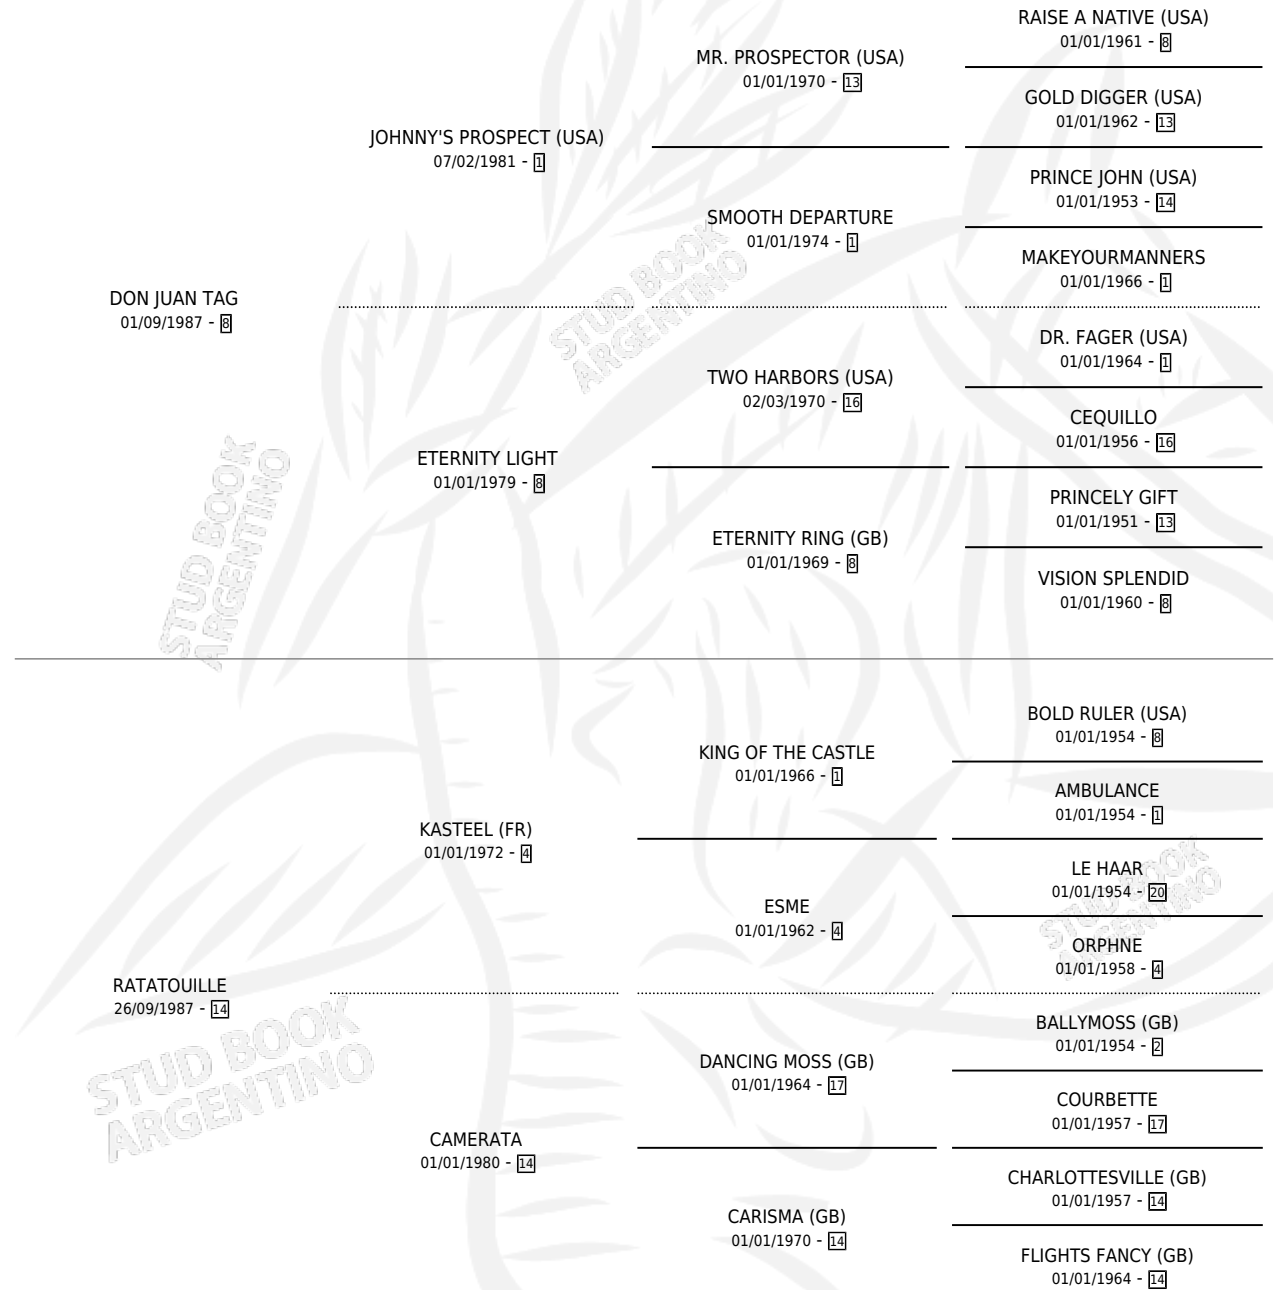 RAISE A NATIVE (USA)
01/01/1961 - 8
MR. PROSPECTOR (USA)
01/01/1970 - 13
GOLD DIGGER (USA)
01/01/1962 - 13
JOHNNY'S PROSPECT (USA)
07/02/1981 - 1
PRINCE JOHN (USA)
01/01/1953 - 14
SMOOTH DEPARTURE
01/01/1974 - 1
MAKEYOURMANNERS
01/01/1966 - 1
DON JUAN TAG
01/09/1987 - 8
STUD BOOK
ARGENTINO
DR. FAGER (USA)
01/01/1964 - 1
TWO HARBORS (USA)
02/03/1970 - 16
CEQUILLO
01/01/1956 - 16
ETERNITY LIGHT
01/01/1979 - 8
PRINCELY GIFT
01/01/1951 - 13
ETERNITY RING (GB)
01/01/1969 - 8
VISION SPLENDID
01/01/1960 - 8
STUD BOOK
ARGENTINO
BOLD RULER (USA)
01/01/1954 - 8
KING OF THE CASTLE
01/01/1966 - 1
AMBULANCE
01/01/1954 - 1
KASTEEL (FR)
01/01/1972 - 4
LE HAAR
01/01/1954 - 20
ESME
01/01/1962 - 4
STUD BOOK
ARGENTINO
ORPHNE
01/01/1958 - 4
RATATOUILLE
26/09/1987 - 14
STUD BOOK
ARGENTINO
BALLYMOSS (GB)
01/01/1954 - 2
DANCING MOSS (GB)
01/01/1964 - 17
COURBETTE
01/01/1957 - 17
CAMERATA
01/01/1980 - 14
CHARLOTTESVILLE (GB)
01/01/1957 - 14
CARISMA (GB)
01/01/1970 - 14
FLIGHTS FANCY (GB)
01/01/1964 - 14